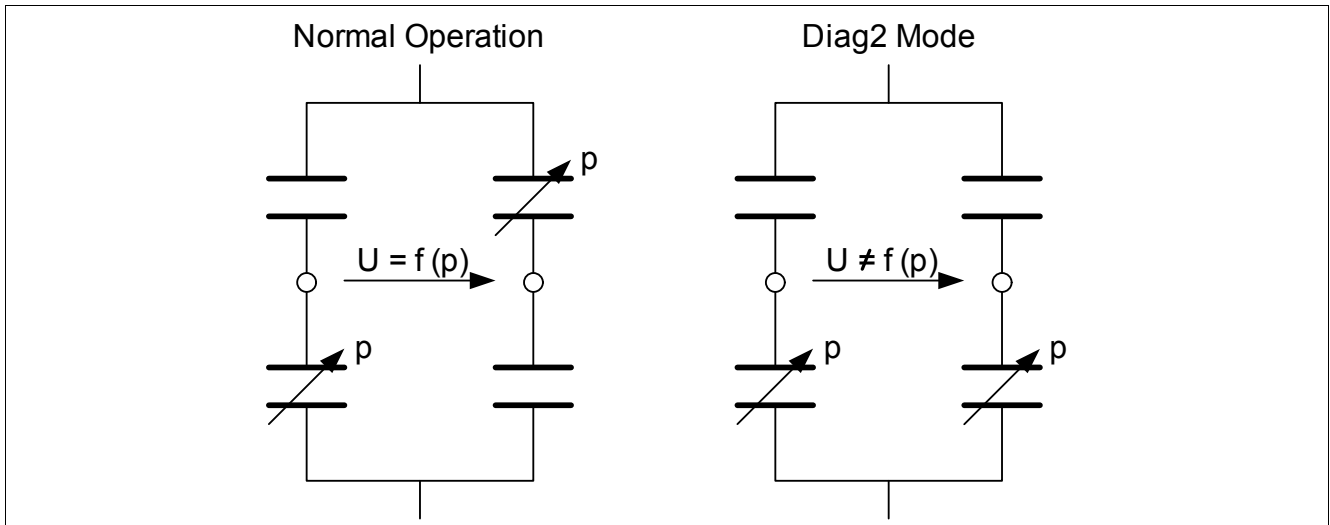 Normal Operation
Diag2 Mode
p
U = f (p)
U ≠ f (p)
p
p
p